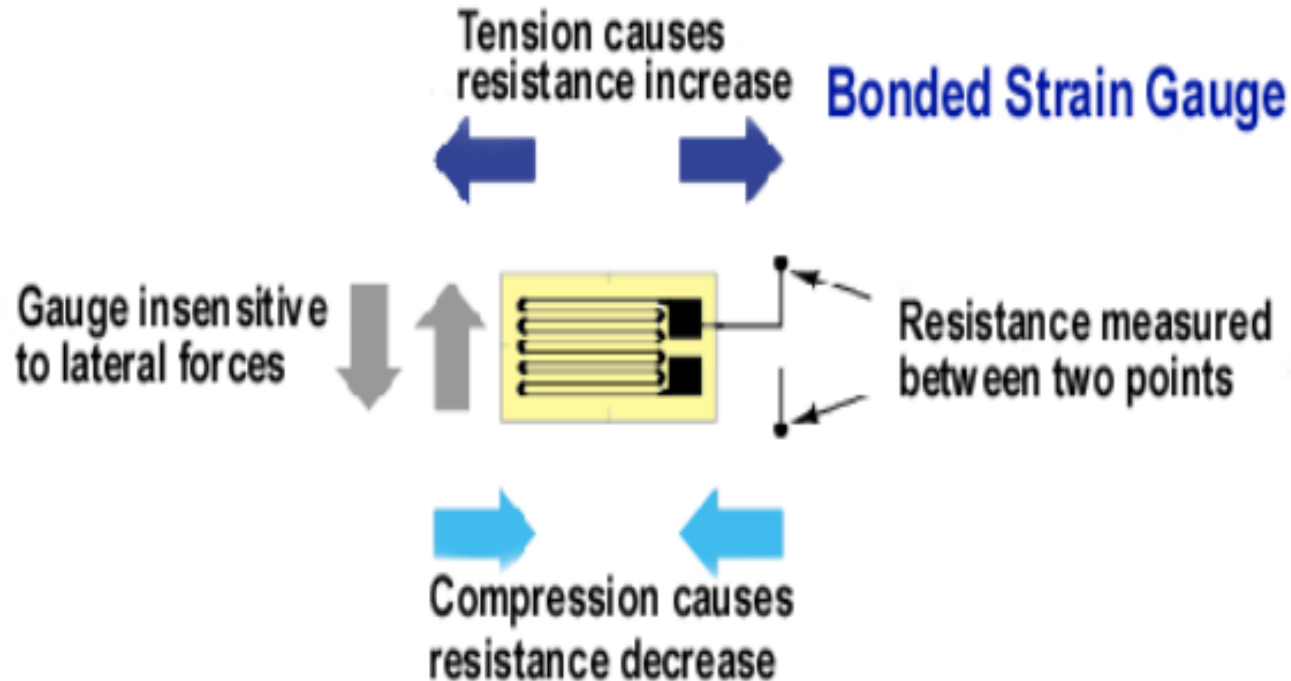 Tension causes
resistance increase
Bonded Strain Gauge
Gauge insensitive
to lateral forces
Resistance measured
between two points
Compression causes
resistance decrease